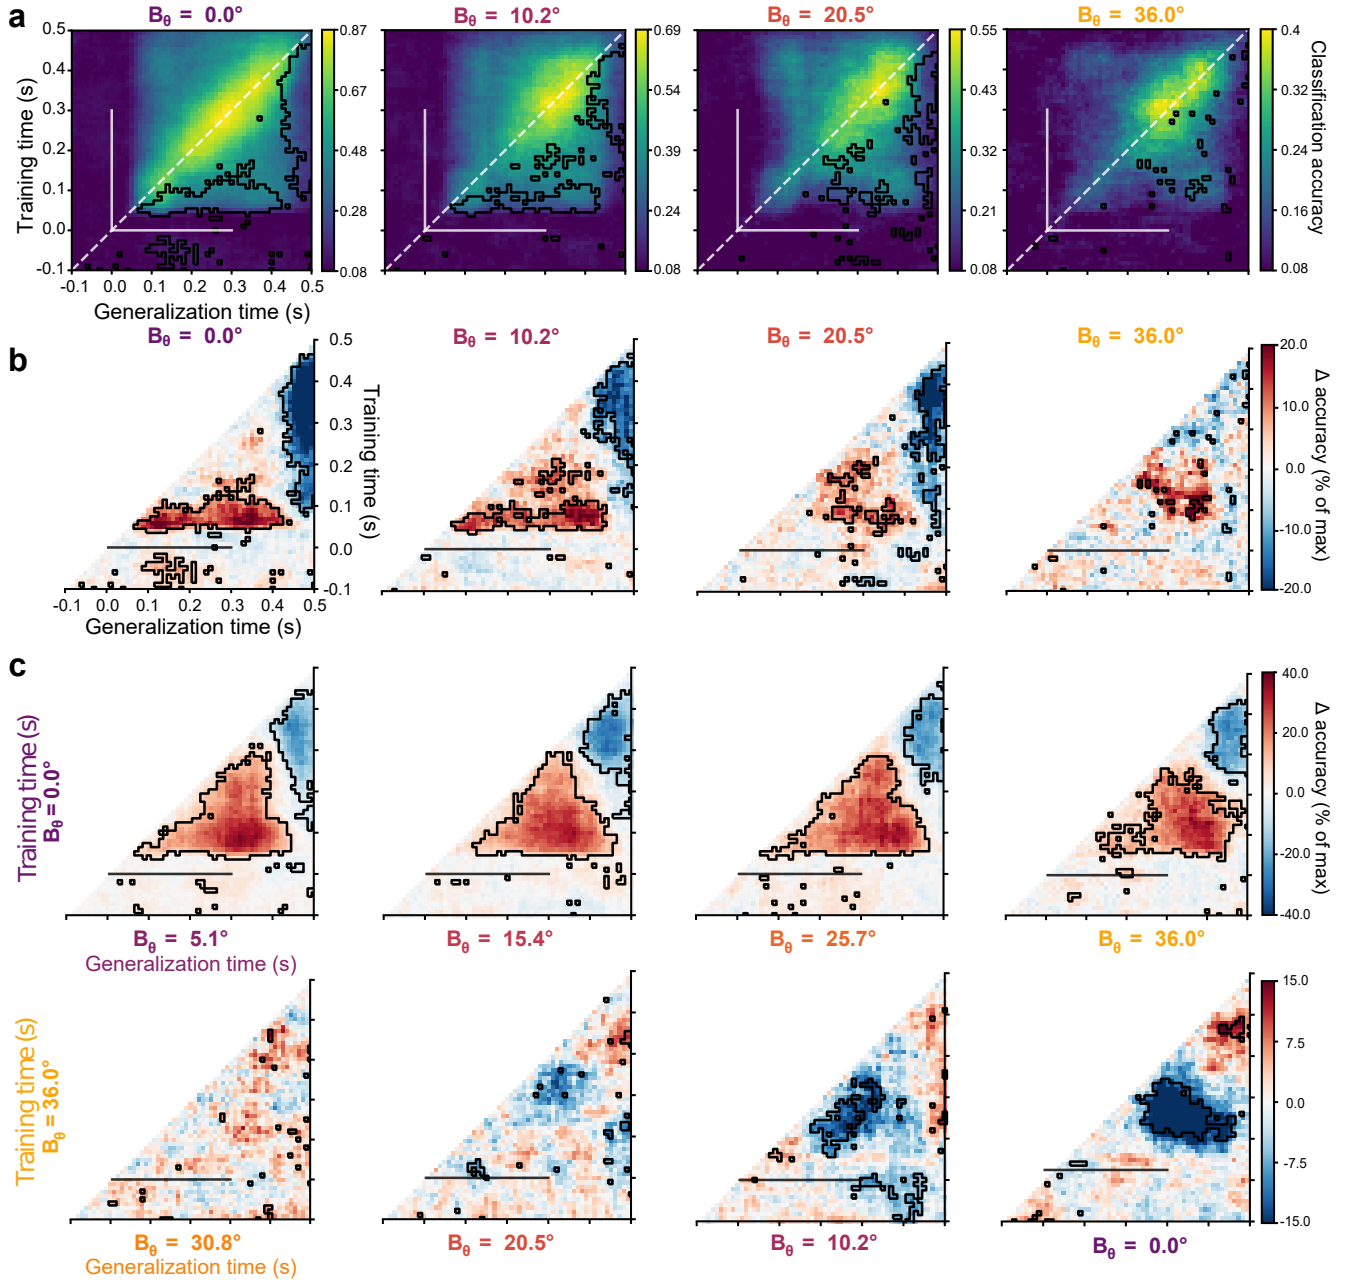 a
B_θ = 0.0°
B_θ = 10.2°
B_θ = 20.5°
B_θ = 36.0°
Training time (s)
0.5
0.4
0.3
0.2
0.1
0.0
-0.1
-0.1 0.0 0.1 0.2 0.3 0.4 0.5
Generalization time (s)
0.87
0.67
0.48
0.28
0.08
0.69
0.54
0.39
0.24
0.08
0.55
0.43
0.32
0.21
0.08
0.4
0.32
0.24
0.16
0.08
Classification accuracy
b
B_θ = 0.0°
B_θ = 10.2°
B_θ = 20.5°
B_θ = 36.0°
0.5
0.4
0.3
0.2
0.1
0.0
-0.1
Training time (s)
-0.1 0.0 0.1 0.2 0.3 0.4 0.5
Generalization time (s)
20.0
10.0
0.0
-10.0
-20.0
Δ accuracy (% of max)
c
Training time (s)
B_θ = 0.0°
B_θ = 5.1°
B_θ = 15.4°
B_θ = 25.7°
B_θ = 36.0°
Generalization time (s)
40.0
20.0
0.0
-20.0
-40.0
Δ accuracy (% of max)
Training time (s)
B_θ = 36.0°
B_θ = 30.8°
B_θ = 20.5°
B_θ = 10.2°
B_θ = 0.0°
Generalization time (s)
15.0
7.5
0.0
-7.5
-15.0